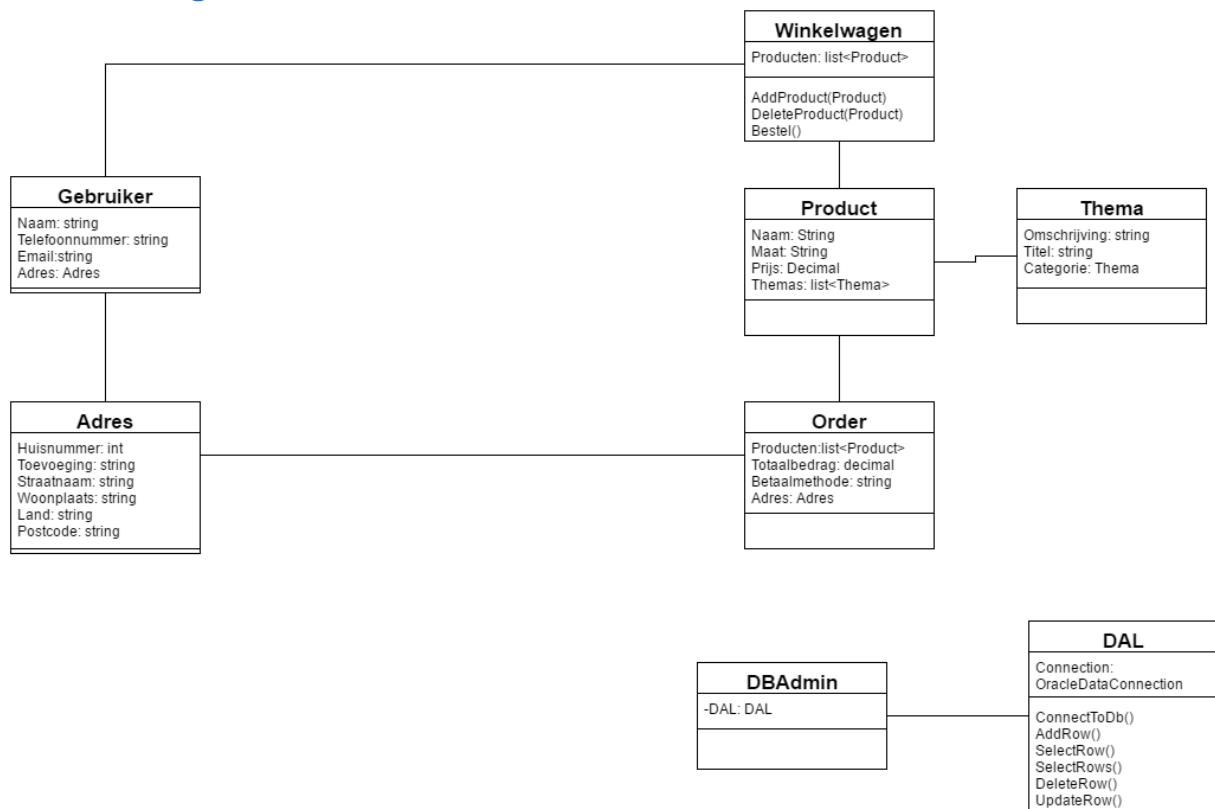 Winkelwagen
Producten: list<Product>
AddProduct(Product)
DeleteProduct(Product)
Bestel()
Gebruiker
Naam: string
Telefoonnummer: string
Email:string
Adres: Adres
Product
Naam: String
Maat: String
Prijs: Decimal
Themas: list<Thema>
Thema
Omschrijving: string
Titel: string
Categorie: Thema
Adres
Huisnummer: int
Toevoeging: string
Straatnaam: string
Woonplaats: string
Land: string
Postcode: string
Order
Producten:list<Product>
Totaalbedrag: decimal
Betaalmethode: string
Adres: Adres
DBAdmin
-DAL: DAL
DAL
Connection:
OracleDataConnection
ConnectToDb()
AddRow()
SelectRow()
SelectRows()
DeleteRow()
UpdateRow()